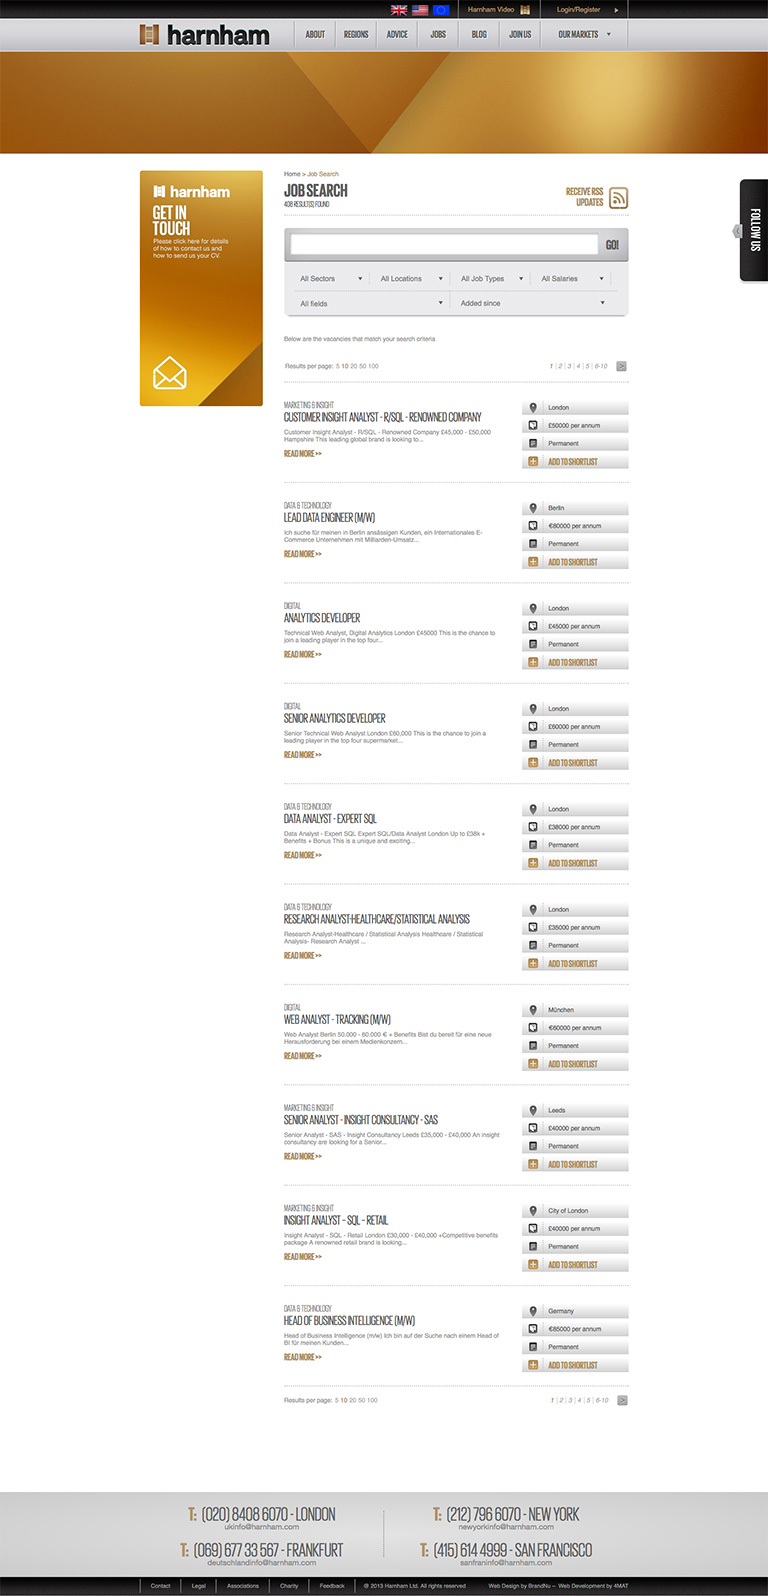 Harnham Video
Login/Register
harnham
ABOUT
REGIONS
ADVICE
JOBS
BLOG
JOIN US
OUR MARKETS
harnham
GET IN
TOUCH
Please click here for details
of how to contact us and
how to send us your CV.
FOLLOW US
Home > Job Search
JOB SEARCH
408 RESULT(S) FOUND
RECEIVE RSS
UPDATES
GO!
All Sectors
All Locations
All Job Types
All Salaries
All fields
Added since
Below are the vacancies that match your search criteria
Results per page: 5 10 20 50 100
1 | 2 | 3 | 4 | 5 | 6-10 >
MARKETING & INSIGHT
CUSTOMER INSIGHT ANALYST - R/SQL - RENOWNED COMPANY
Customer Insight Analyst - R/SQL - Renowned Company £45,000 - £50,000
Hampshire This leading global brand is looking to...
READ MORE >>
London
£50000 per annum
Permanent
ADD TO SHORTLIST
DATA & TECHNOLOGY
LEAD DATA ENGINEER (M/W)
Ich suche für meinen in Berlin ansässigen Kunden, ein Internationales E-
Commerce Unternehmen mit Milliarden-Umsatz...
READ MORE >>
Berlin
€80000 per annum
Permanent
ADD TO SHORTLIST
DIGITAL
ANALYTICS DEVELOPER
Technical Web Analyst, Digital Analytics London £45000 This is the chance to
join a leading player in the top four...
READ MORE >>
London
£45000 per annum
Permanent
ADD TO SHORTLIST
DIGITAL
SENIOR ANALYTICS DEVELOPER
Senior Technical Web Analyst London £60,000 This is the chance to join a
leading player in the top four supermarket...
READ MORE >>
London
£60000 per annum
Permanent
ADD TO SHORTLIST
DATA & TECHNOLOGY
DATA ANALYST - EXPERT SQL
Data Analyst - Expert SQL Expert SQL/Data Analyst London Up to £38k +
Benefits + Bonus This is a unique and exciting...
READ MORE >>
London
£38000 per annum
Permanent
ADD TO SHORTLIST
DATA & TECHNOLOGY
RESEARCH ANALYST-HEALTHCARE/STATISTICAL ANALYSIS
Research Analyst-Healthcare / Statistical Analysis Healthcare / Statistical
Analysis- Research Analyst ...
READ MORE >>
London
£35000 per annum
Permanent
ADD TO SHORTLIST
DIGITAL
WEB ANALYST - TRACKING (M/W)
Web Analyst Berlin 50.000 - 60.000 € + Benefits Bist du bereit für eine neue
Herausforderung bei einem Medienkonzern...
READ MORE >>
München
€60000 per annum
Permanent
ADD TO SHORTLIST
MARKETING & INSIGHT
SENIOR ANALYST - INSIGHT CONSULTANCY - SAS
Senior Analyst - SAS - Insight Consultancy Leeds £35,000 - £40,000 An insight
consultancy are looking for a Senior...
READ MORE >>
Leeds
£40000 per annum
Permanent
ADD TO SHORTLIST
MARKETING & INSIGHT
INSIGHT ANALYST – SQL – RETAIL
Insight Analyst - SQL - Retail London £30,000 - £40,000 +Competitive benefits
package A renowned retail brand is looking...
READ MORE >>
City of London
£40000 per annum
Permanent
ADD TO SHORTLIST
DATA & TECHNOLOGY
HEAD OF BUSINESS INTELLIGENCE (M/W)
Head of Business Intelligence (m/w) Ich bin auf der Suche nach einem Head of
BI für meinen Kunden...
READ MORE >>
Germany
€85000 per annum
Permanent
ADD TO SHORTLIST
Results per page: 5 10 20 50 100
1 | 2 | 3 | 4 | 5 | 6-10 >
T: (020) 8408 6070 - LONDON
ukinfo@harnham.com
T: (212) 796 6070 - NEW YORK
newyorkinfo@harnham.com
T: (069) 677 33 567 - FRANKFURT
deutschlandinfo@harnham.com
T: (415) 614 4999 - SAN FRANCISCO
sanfraninfo@harnham.com
Contact
Legal
Associations
Charity
Feedback
@ 2013 Harnham Ltd. All rights reserved
Web Design by BrandNu – Web Development by 4MAT